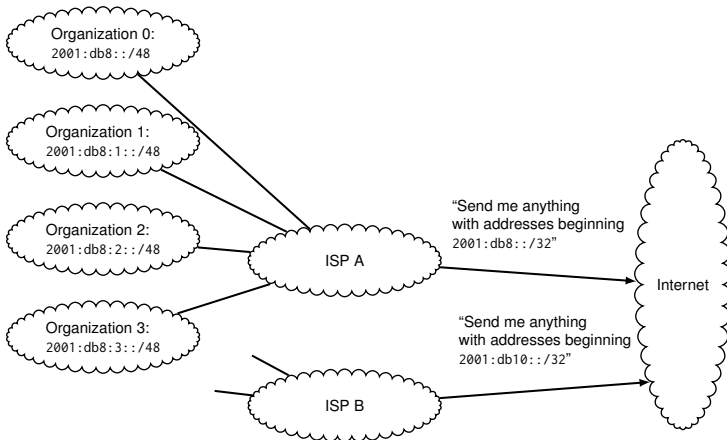 Organization 0:
2001:db8::/48
Organization 1:
2001:db8:1::/48
Organization 2:
2001:db8:2::/48
Organization 3:
2001:db8:3::/48
ISP A
“Send me anything
with addresses beginning
2001:db8::/32”
Internet
“Send me anything
with addresses beginning
2001:db10::/32”
ISP B